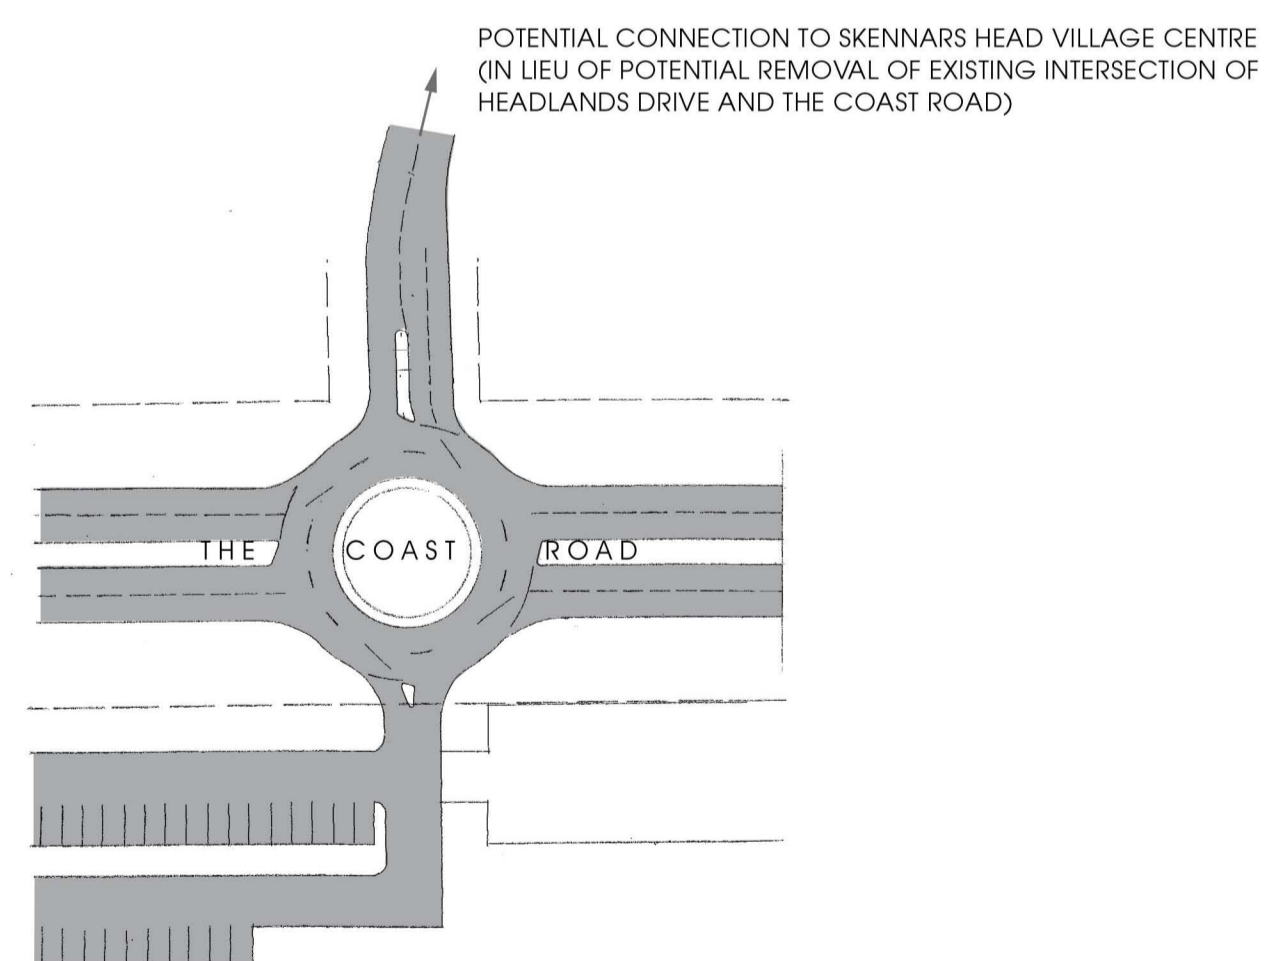 POTENTIAL CONNECTION TO SKENNARS HEAD VILLAGE CENTRE
(IN LIEU OF POTENTIAL REMOVAL OF EXISTING INTERSECTION OF
HEADLANDS DRIVE AND THE COAST ROAD)
THE COAST ROAD